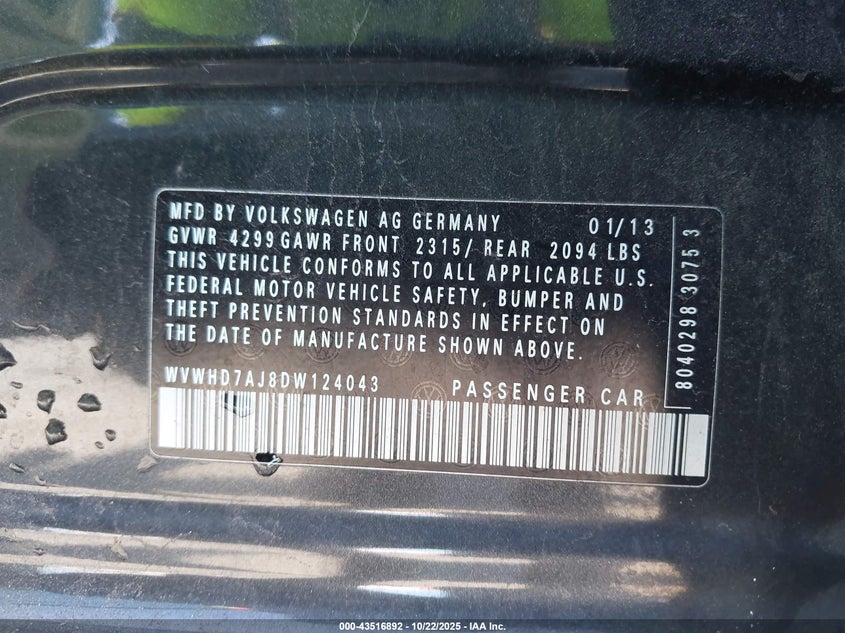 MFD BY VOLKSWAGEN AG GERMANY 01/13
GVWR 4299 GAWR FRONT 2315/ REAR 2094 LBS
THIS VEHICLE CONFORMS TO ALL APPLICABLE U.S.
FEDERAL MOTOR VEHICLE SAFETY, BUMPER AND
THEFT PREVENTION STANDARDS IN EFFECT ON
THE DATE OF MANUFACTURE SHOWN ABOVE.
WVWHD7AJ8DW124043 PASSENGER CAR
8040298 3075 3
000-43516892 - 10/22/2025 - IAA Inc.